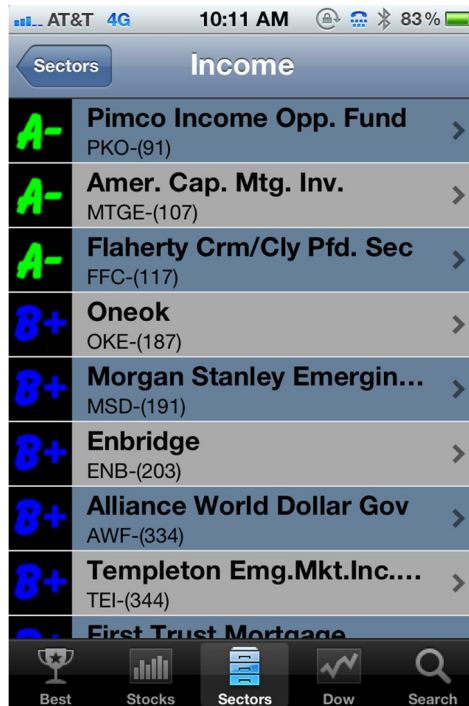 AT&T 4G 10:11 AM 83%
Sectors Income
A- Pimco Income Opp. Fund
PKO-(91)
A- Amer. Cap. Mtg. Inv.
MTGE-(107)
A- Flaherty Crm/Cly Pfd. Sec
FFC-(117)
B+ Oneok
OKE-(187)
B+ Morgan Stanley Emergin...
MSD-(191)
B+ Enbridge
ENB-(203)
B+ Alliance World Dollar Gov
AWF-(334)
B+ Templeton Emg.Mkt.Inc....
TEI-(344)
B+ First Trust Mortgage
Best Stocks Sectors Dow Search